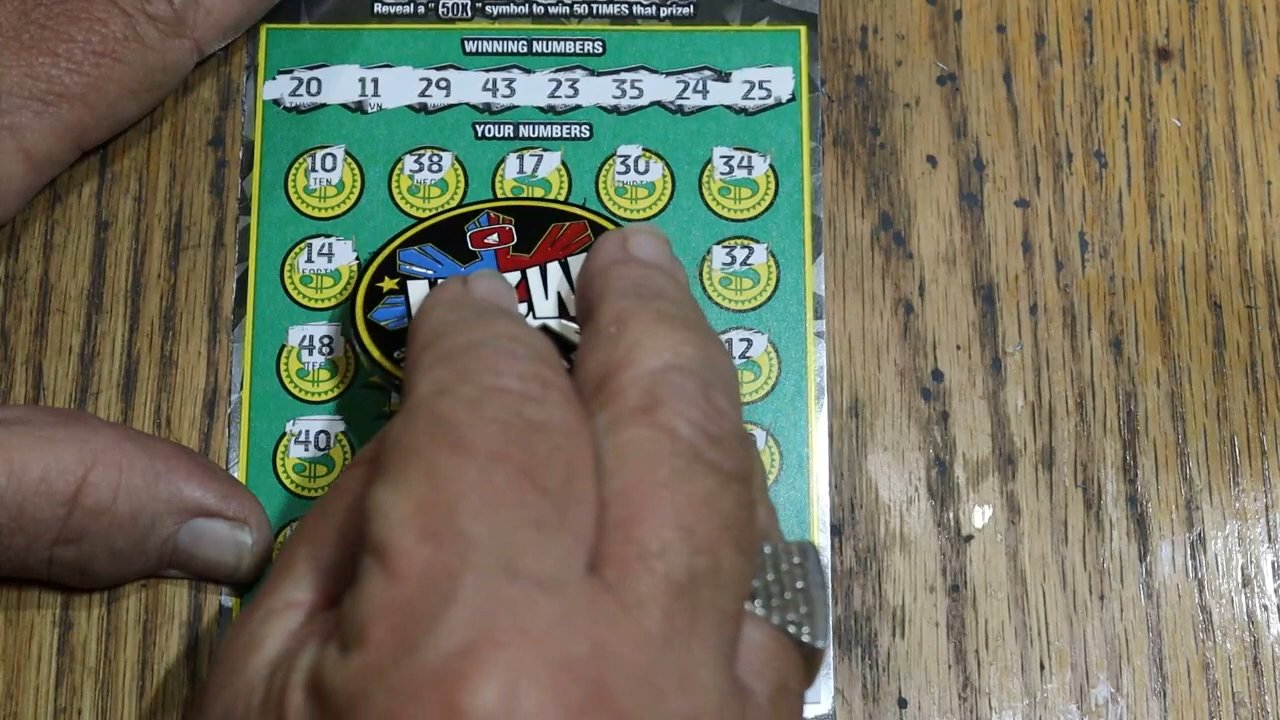 Reveal a "50X" symbol to win 50 TIMES that prize!
WINNING NUMBERS
20 11 29 43 23 35 24 25
YOUR NUMBERS
10 38 17 30 34
TEN
14 32
48 12
40